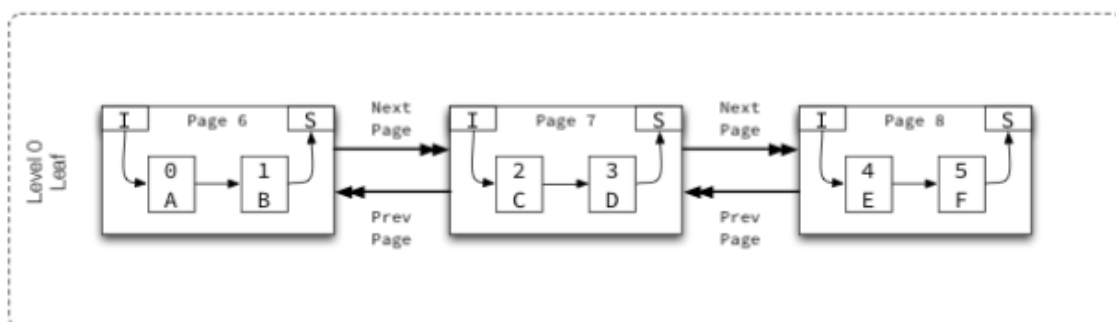 Level 0
Leaf
I
Page 6
S
0
A
1
B
Next
Page
Prev
Page
I
Page 7
S
2
C
3
D
Next
Page
Prev
Page
I
Page 8
S
4
E
5
F